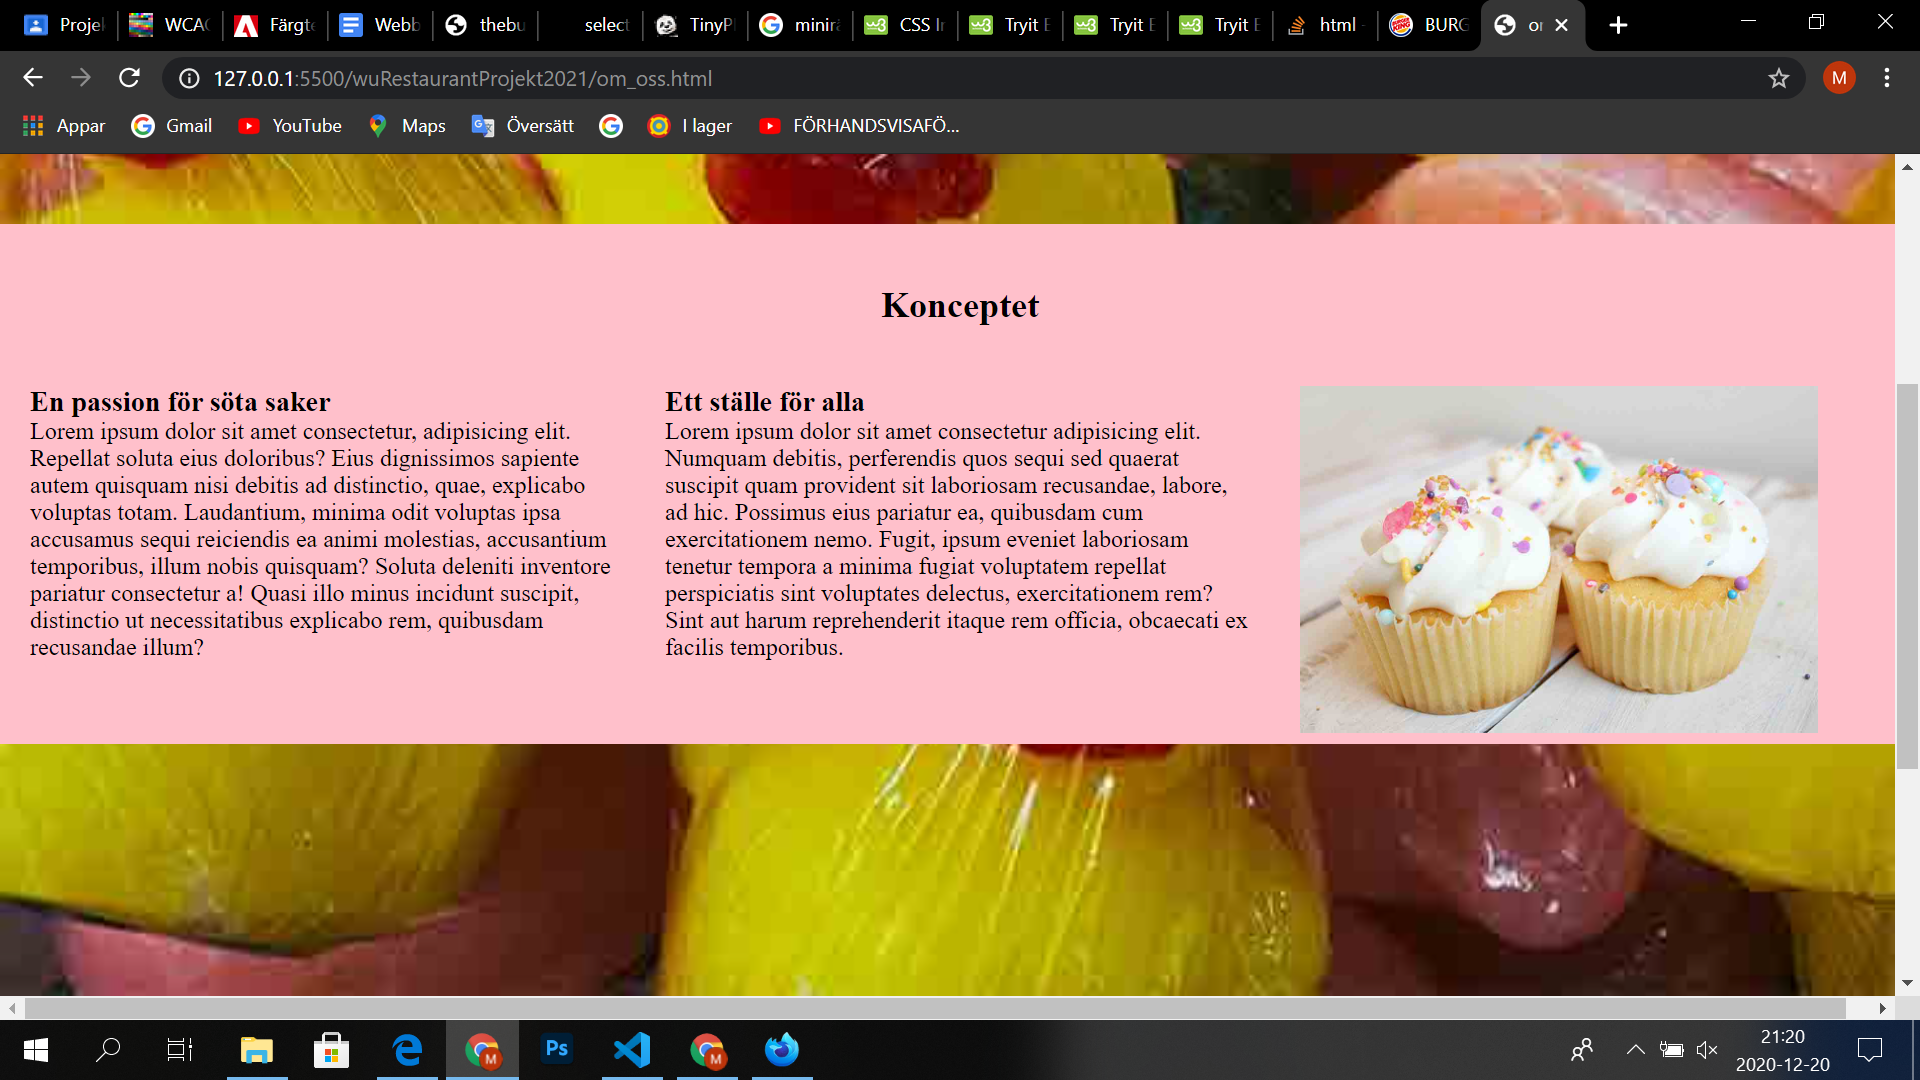 Projek
WCAG
Färgte
Webb
thebu
select
TinyP
minirä
CSS In
Tryit E
Tryit E
Tryit E
html -
BURG
or
127.0.0.1:5500/wuRestaurantProjekt2021/om_oss.html
M
Appar
Gmail
YouTube
Maps
Översätt
I lager
FÖRHANDSVISAFÖ...
Konceptet
En passion för söta saker
Lorem ipsum dolor sit amet consectetur, adipisicing elit.
Repellat soluta eius doloribus? Eius dignissimos sapiente
autem quisquam nisi debitis ad distinctio, quae, explicabo
voluptas totam. Laudantium, minima odit voluptas ipsa
accusamus sequi reiciendis ea animi molestias, accusantium
temporibus, illum nobis quisquam? Soluta deleniti inventore
pariatur consectetur a! Quasi illo minus incidunt suscipit,
distinctio ut necessitatibus explicabo rem, quibusdam
recusandae illum?
Ett ställe för alla
Lorem ipsum dolor sit amet consectetur adipisicing elit.
Numquam debitis, perferendis quos sequi sed quaerat
suscipit quam provident sit laboriosam recusandae, labore,
ad hic. Possimus eius pariatur ea, quibusdam cum
exercitationem nemo. Fugit, ipsum eveniet laboriosam
tenetur tempora a minima fugiat voluptatem repellat
perspiciatis sint voluptates delectus, exercitationem rem?
Sint aut harum reprehenderit itaque rem officia, obcaecati ex
facilis temporibus.
Ps
21:20
2020-12-20